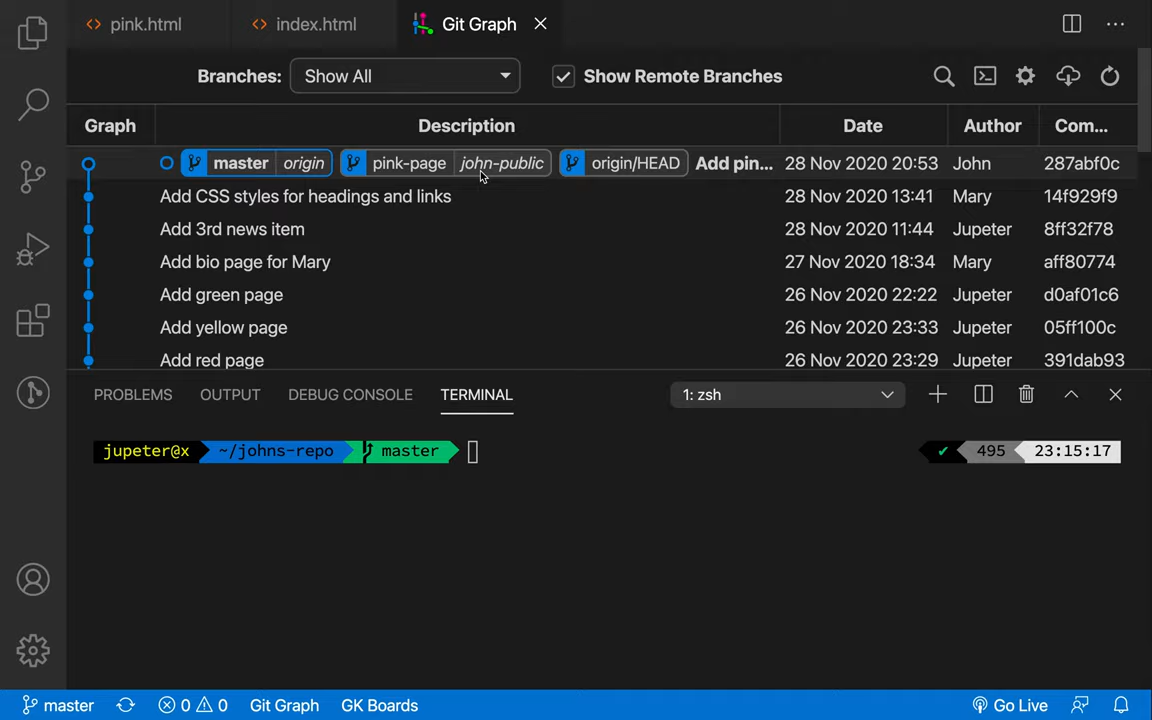 pink.html index.html Git Graph
Branches: Show All Show Remote Branches
Graph Description Date Author Com...
master origin pink-page john-public origin/HEAD Add pin... 28 Nov 2020 20:53 John 287abf0c
Add CSS styles for headings and links 28 Nov 2020 13:41 Mary 14f929f9
Add 3rd news item 28 Nov 2020 11:44 Jupeter 8ff32f78
Add bio page for Mary 27 Nov 2020 18:34 Mary aff80774
Add green page 26 Nov 2020 22:22 Jupeter d0af01c6
Add yellow page 26 Nov 2020 23:33 Jupeter 05ff100c
Add red page 26 Nov 2020 23:29 Jupeter 391dab93
PROBLEMS OUTPUT DEBUG CONSOLE TERMINAL 1: zsh
jupeter@x ~/johns-repo master ✔ 495 23:15:17
master 0 0 Git Graph GK Boards Go Live